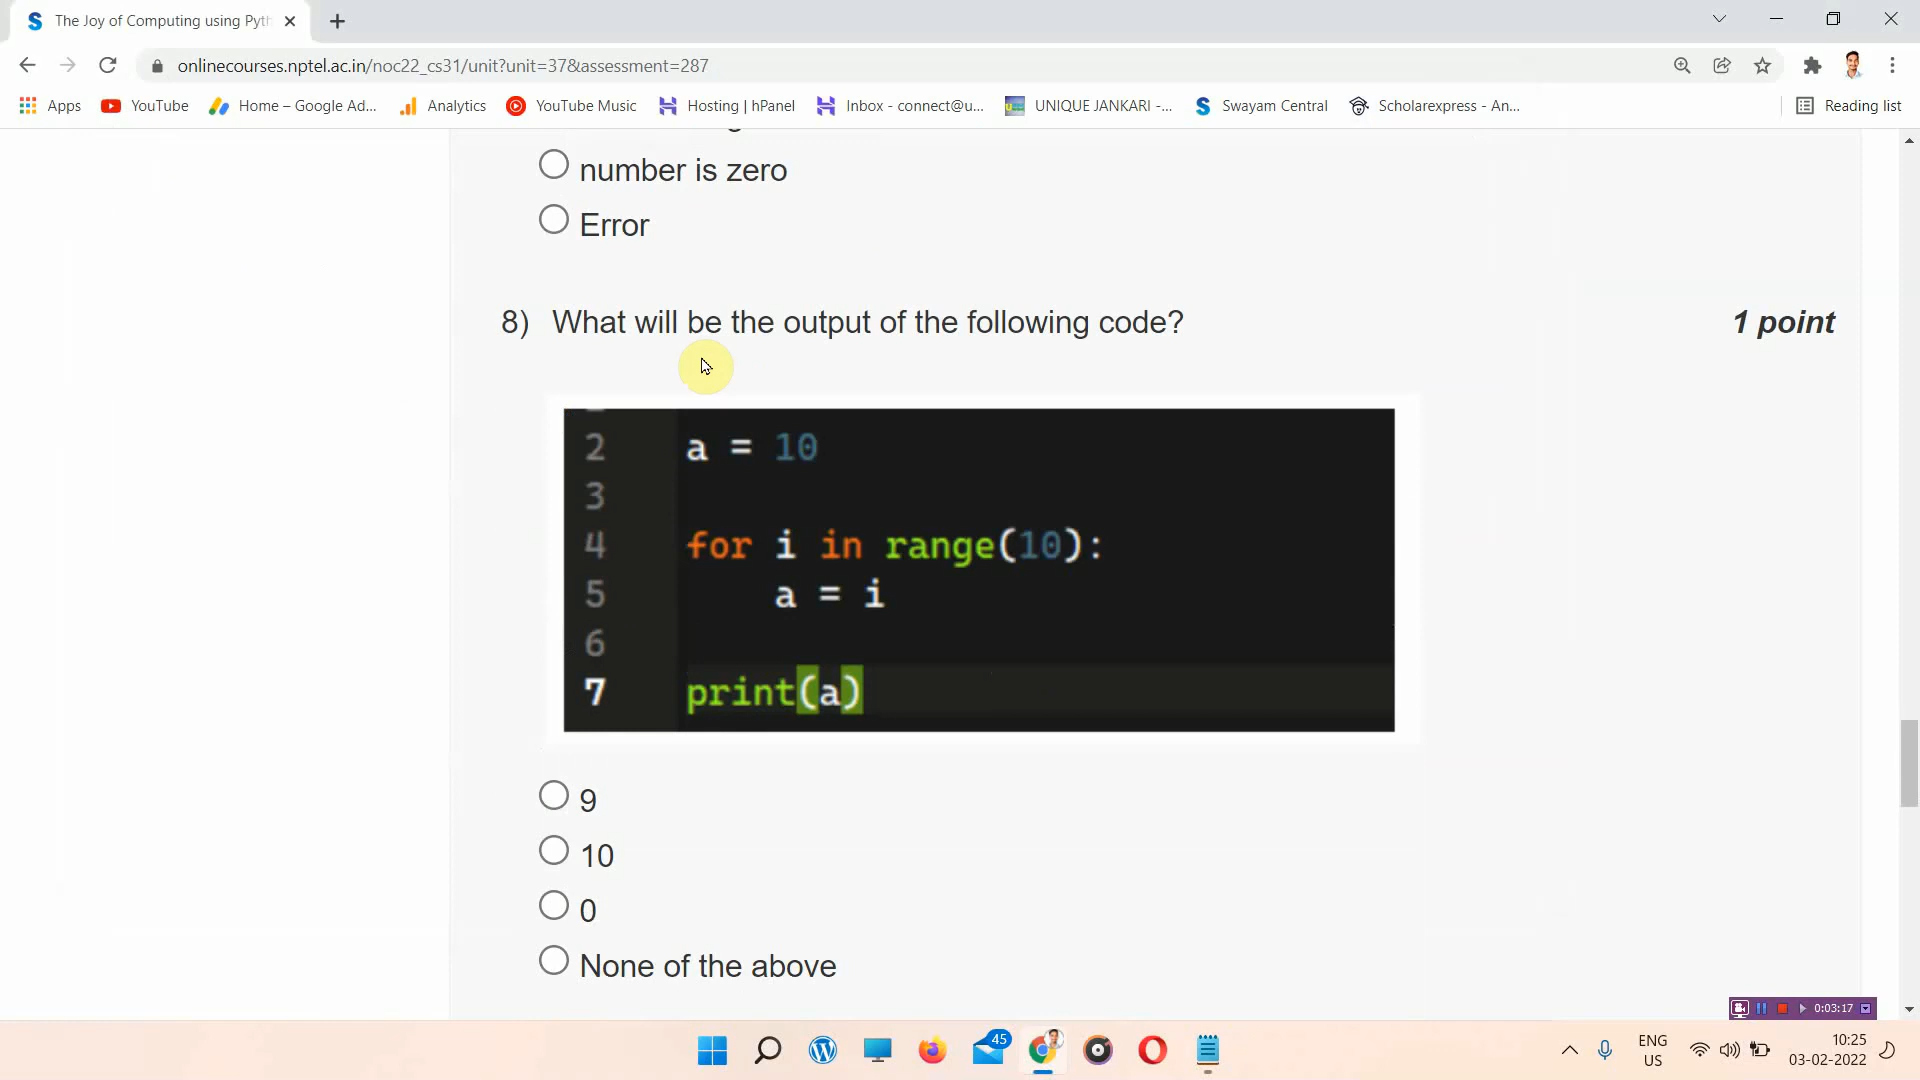 The Joy of Computing using Pyth
onlinecourses.nptel.ac.in/noc22_cs31/unit?unit=37&assessment=287
Apps YouTube Home – Google Ad... Analytics YouTube Music Hosting | hPanel Inbox - connect@u... UNIQUE JANKARI -... Swayam Central Scholarexpress - An... Reading list
number is zero
Error
8) What will be the output of the following code? 1 point
2 a = 10
3
4 for i in range(10):
5 a = i
6
7 print(a)
9
10
0
None of the above
0:03:17
45
ENG
US
10:25
03-02-2022